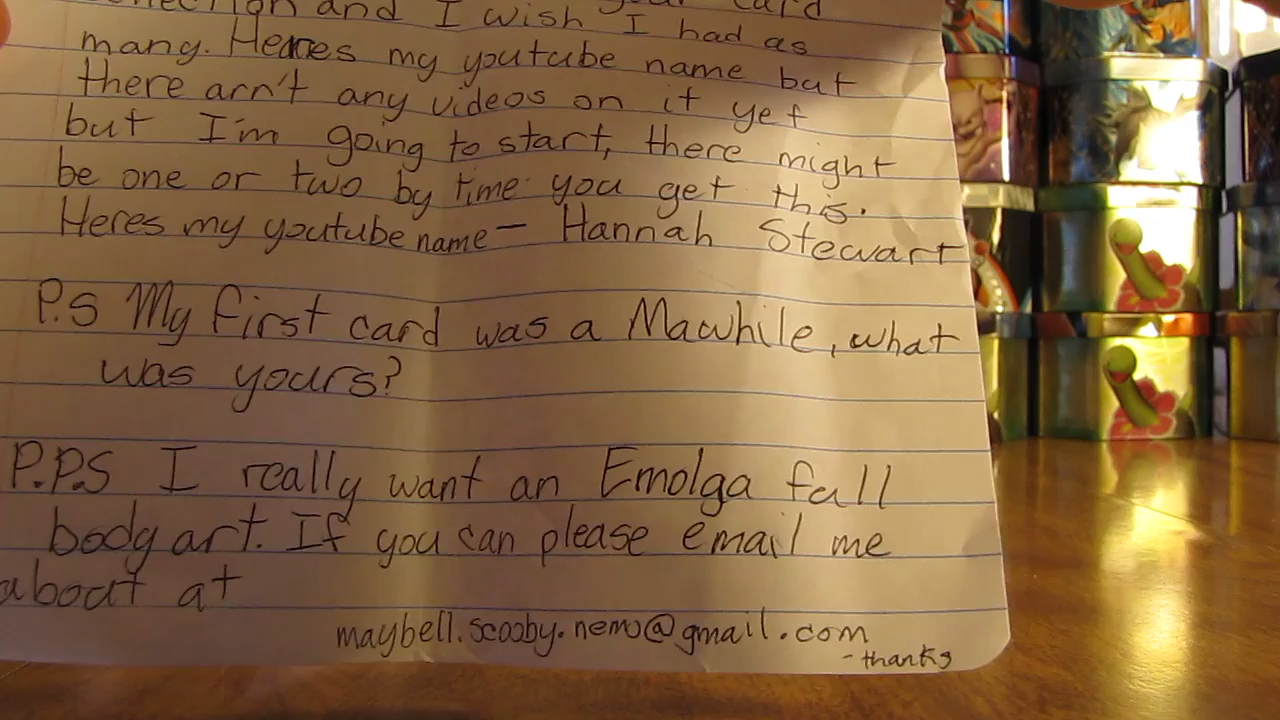 and I wish I had as
many. Heres my youtube name but
there arn't any videos on it yet
but I'm going to start, there might
be one or two by time you get this.
Heres my youtube name - Hannah Stewart
P.S My first card was a Mawhile, what
was yours?
P.P.S I really want an Emolga full
body art. If you can please email me
about at
maybell.scooby.nemo@gmail.com
- thanks